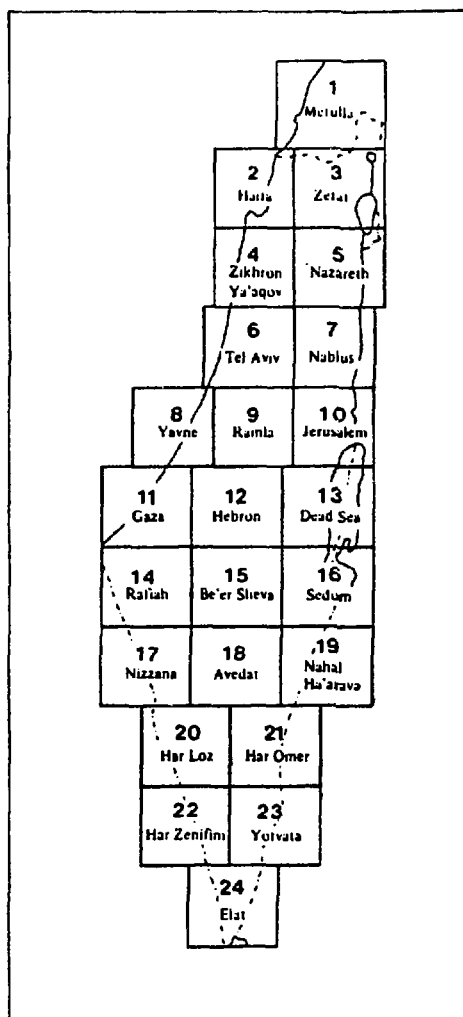 1
Metulla
2
Haifa
3
Zefat
4
Zikhron
Ya'aqov
5
Nazareth
6
Tel Aviv
7
Nablus
8
Yavne
9
Ramla
10
Jerusalem
11
Gaza
12
Hebron
13
Dead Sea
14
Rafiah
15
Be'er Sheva
16
Sedom
17
Nizzana
18
Avedat
19
Nahal
Ha'arava
20
Har Loz
21
Har Omer
22
Har Zenifim
23
Yotvata
24
Elat